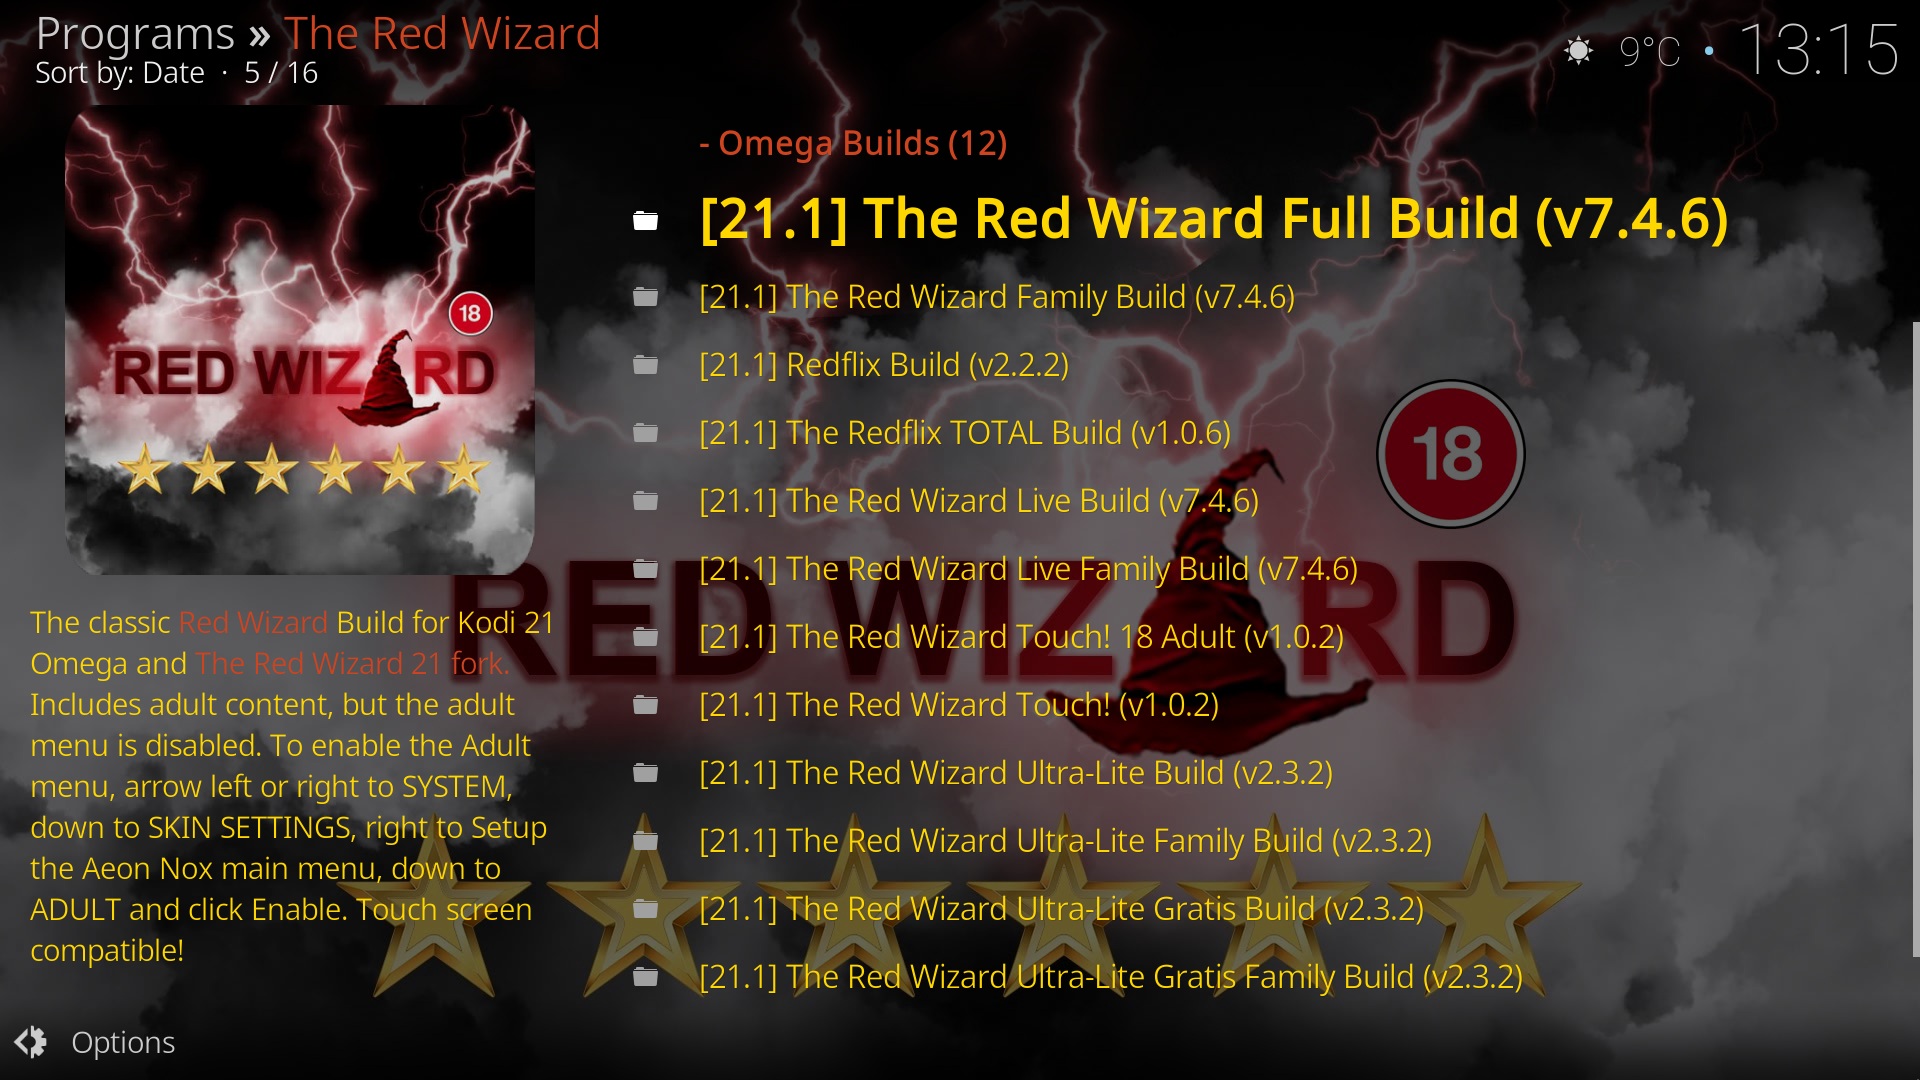 Programs » The Red Wizard
Sort by: Date · 5 / 16
9°C • 13:15
18
RED WIZARD
The classic Red Wizard Build for Kodi 21
Omega and The Red Wizard 21 fork.
Includes adult content, but the adult
menu is disabled. To enable the Adult
menu, arrow left or right to SYSTEM,
down to SKIN SETTINGS, right to Setup
the Aeon Nox main menu, down to
ADULT and click Enable. Touch screen
compatible!
- Omega Builds (12)
[21.1] The Red Wizard Full Build (v7.4.6)
[21.1] The Red Wizard Family Build (v7.4.6)
[21.1] Redflix Build (v2.2.2)
[21.1] The Redflix TOTAL Build (v1.0.6)
[21.1] The Red Wizard Live Build (v7.4.6)
[21.1] The Red Wizard Live Family Build (v7.4.6)
[21.1] The Red Wizard Touch! 18 Adult (v1.0.2)
[21.1] The Red Wizard Touch! (v1.0.2)
[21.1] The Red Wizard Ultra-Lite Build (v2.3.2)
[21.1] The Red Wizard Ultra-Lite Family Build (v2.3.2)
[21.1] The Red Wizard Ultra-Lite Gratis Build (v2.3.2)
[21.1] The Red Wizard Ultra-Lite Gratis Family Build (v2.3.2)
18
RED WIZARD
Options